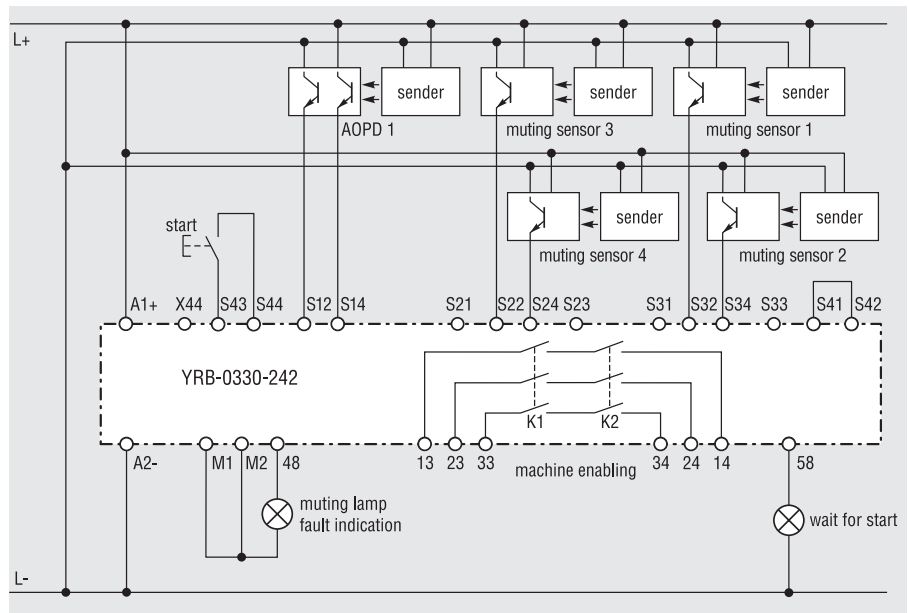 L+
sender
sender
sender
AOPD 1
muting sensor 3
muting sensor 1
start
sender
sender
muting sensor 4
muting sensor 2
A1+ X44 S43 S44 S12 S14 S21 S22 S24 S23 S31 S32 S34 S33 S41 S42
YRB-0330-242
K1 K2
A2- M1 M2 48 13 23 33 machine enabling 34 24 14 58
muting lamp
fault indication
wait for start
L-